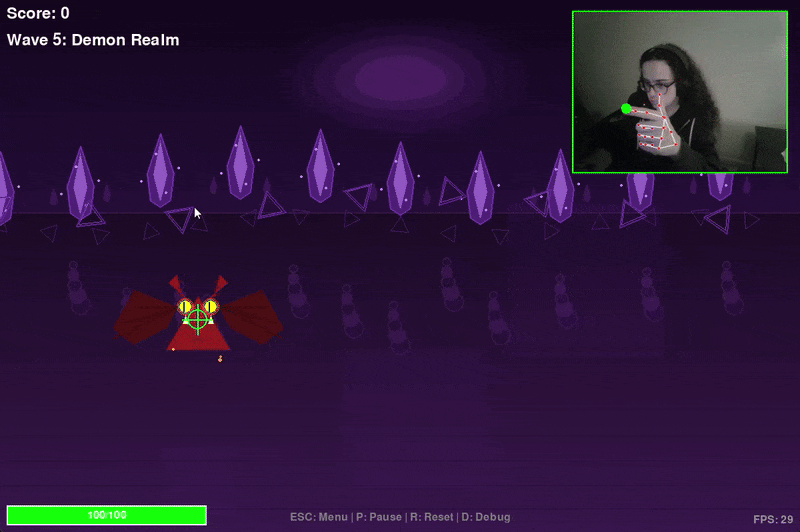 Score: 0
Wave 5: Demon Realm
100/100
ESC: Menu | P: Pause | R: Reset | D: Debug
FPS: 29